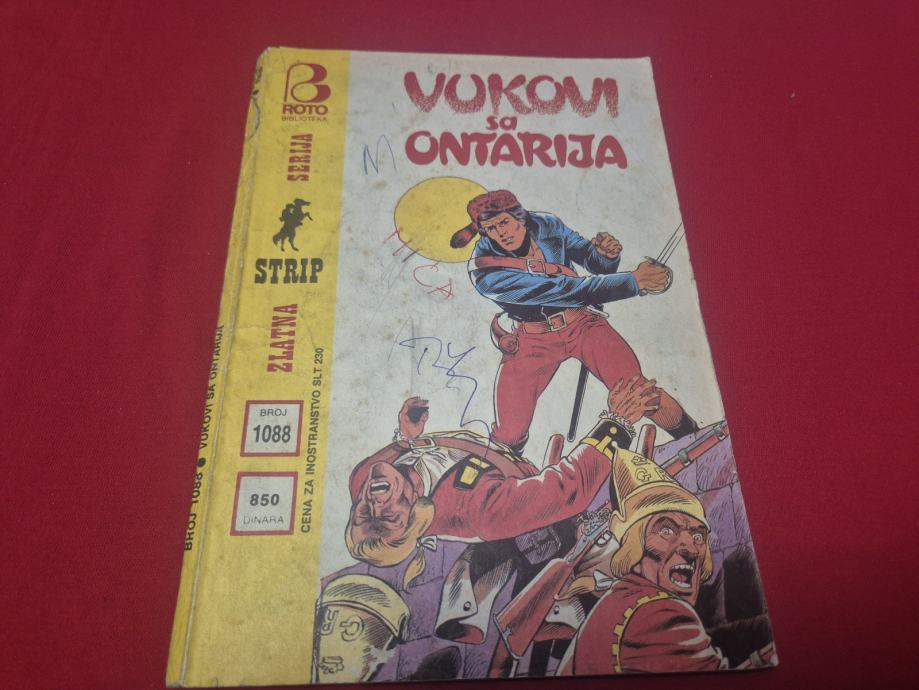 ROTO
BIBLIOTEKA
ZLATNA STRIP SERIJA
BROJ
1088
850
DINARA
CENA ZA INOSTRANSTVO SLT 230
BROJ 1088 ● VUKOVI SA ONTARIJA
VUKOVI
sa
ONTARIJA
M